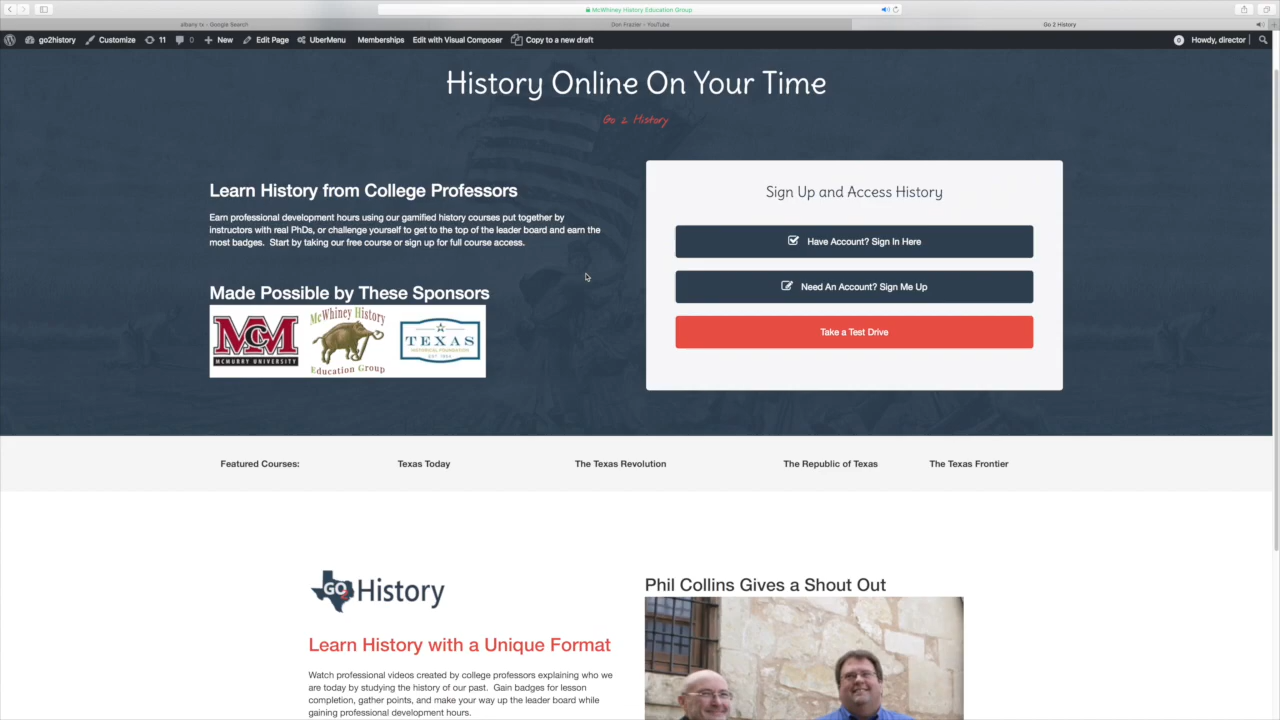 McWhiney History Education Group
albany tx - Google Search
Don Frazier - YouTube
Go 2 History
go2history
Customize
11
0
New
Edit Page
UberMenu
Memberships
Edit with Visual Composer
Copy to a new draft
Howdy, director
History Online On Your Time
Go 2 History
Learn History from College Professors
Earn professional development hours using our gamified history courses put together by
instructors with real PhDs, or challenge yourself to get to the top of the leader board and earn the
most badges. Start by taking our free course or sign up for full course access.
Made Possible by These Sponsors
McM
McMURRY UNIVERSITY
McWhiney History
Education Group
TEXAS
HISTORICAL FOUNDATION
EST. 1954
Sign Up and Access History
Have Account? Sign In Here
Need An Account? Sign Me Up
Take a Test Drive
Featured Courses:
Texas Today
The Texas Revolution
The Republic of Texas
The Texas Frontier
GO2 History
Learn History with a Unique Format
Watch professional videos created by college professors explaining who we
are today by studying the history of our past. Gain badges for lesson
completion, gather points, and make your way up the leader board while
gaining professional development hours.
Phil Collins Gives a Shout Out